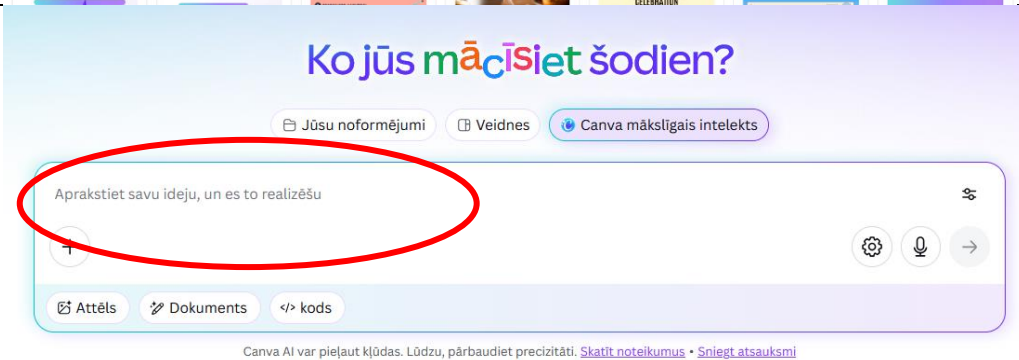 CELEBRATION
Ko jūs mācīsiet šodien?
Jūsu noformējumi Veidnes Canva mākslīgais intelekts
Aprakstiet savu ideju, un es to realizēšu
Attēls Dokuments </> kods
Canva AI var pieļaut kļūdas. Lūdzu, pārbaudiet precizitāti. Skatīt noteikumus • Sniegt atsauksmi